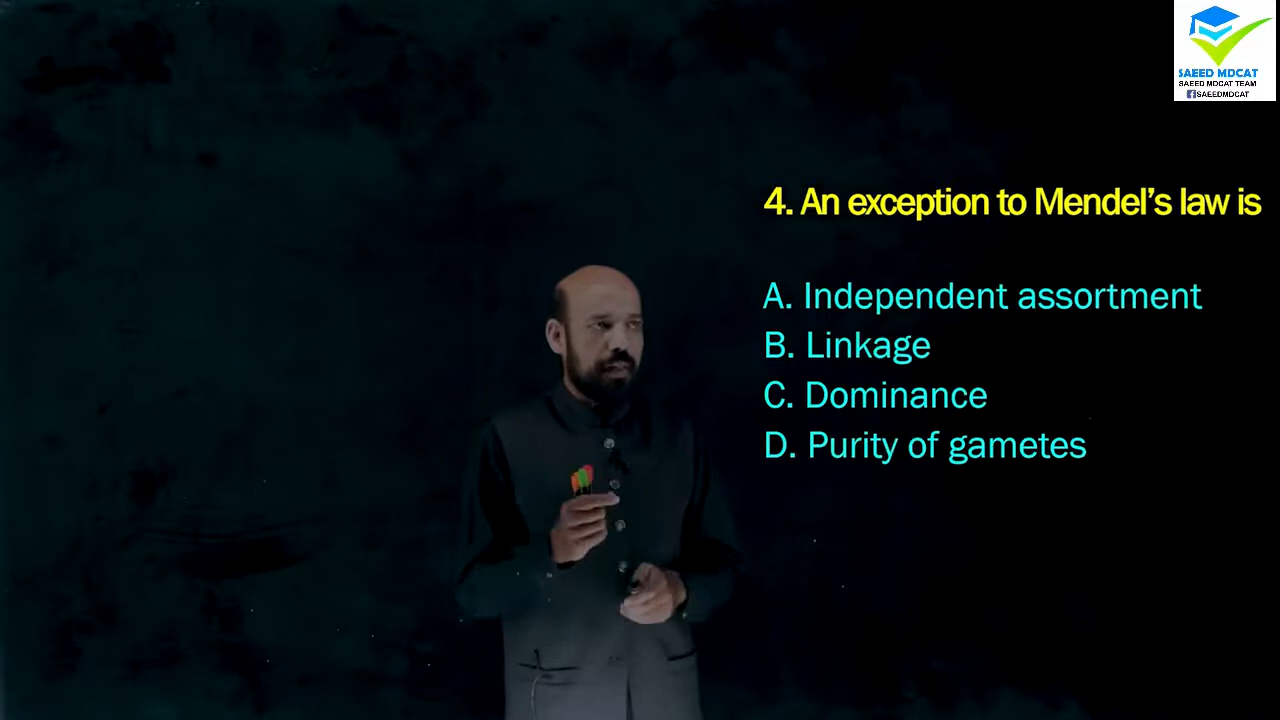 SAEED MDCAT
SAEED MDCAT TEAM
SAEEDMDCAT
4. An exception to Mendel's law is
A. Independent assortment
B. Linkage
C. Dominance
D. Purity of gametes